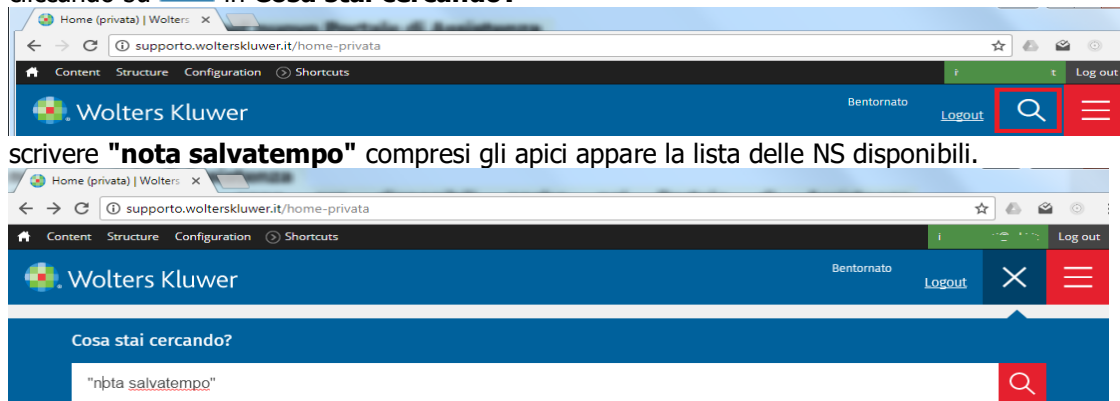 cliccando su in Cosa stai cercando?
Home (privata) | Wolters
supporto.wolterskluwer.it/home-privata
Content Structure Configuration Shortcuts Log out
Bentornato
Wolters Kluwer Logout
scrivere "nota salvatempo" compresi gli apici appare la lista delle NS disponibili.
Home (privata) | Wolters
supporto.wolterskluwer.it/home-privata
Content Structure Configuration Shortcuts Log out
Bentornato
Wolters Kluwer Logout
Cosa stai cercando?
"nota salvatempo"